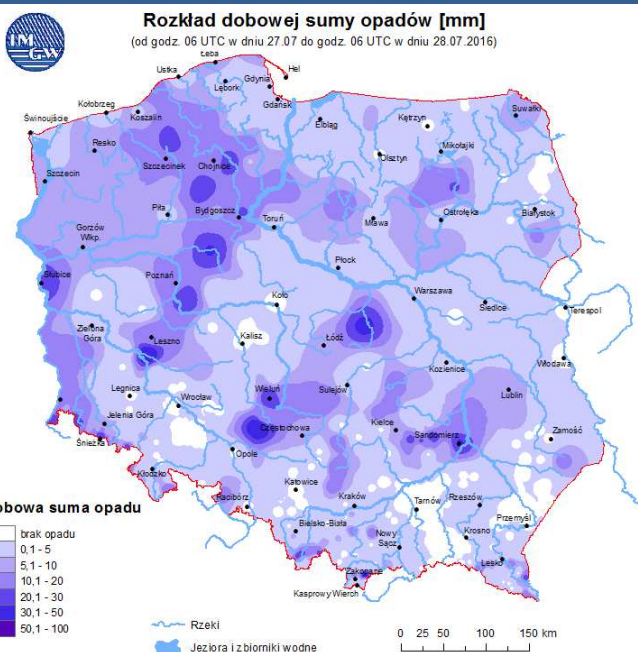 IM
GW
Rozkład dobowej sumy opadów [mm]
(od godz. 06 UTC w dniu 27.07 do godz. 06 UTC w dniu 28.07.2016)
Łeba
Ustka
Hel
Gdynia
Lębork
Kołobrzeg
Koszalin
Gdańsk
Świnoujście
Elbląg
Kętrzyn
Suwałki
Resko
Mikołajki
Szczecinek
Chojnice
Olsztyn
Szczecin
Piła
Bydgoszcz
Toruń
Mława
Ostrołęka
Białystok
Gorzów
Wlkp.
Płock
Słubice
Poznań
Koło
Warszawa
Siedlce
Terespol
Zielona
Góra
Leszno
Kalisz
Łódź
Kozienice
Włodawa
Legnica
Wrocław
Wieluń
Sulejów
Lublin
Jelenia Góra
Kielce
Częstochowa
Sandomierz
Zamość
Śnieżka
Opole
Kłodzko
Katowice
Racibórz
Kraków
Tarnów
Rzeszów
Przemyśl
Bielsko-Biała
Nowy
Sącz
Krosno
Lesko
Zakopane
Kasprowy Wierch
obowa suma opadu
brak opadu
0,1 - 5
5,1 - 10
10,1 - 20
20,1 - 30
30,1 - 50
50,1 - 100
Rzeki
Jeziora i zbiorniki wodne
0 25 50 100 150 km